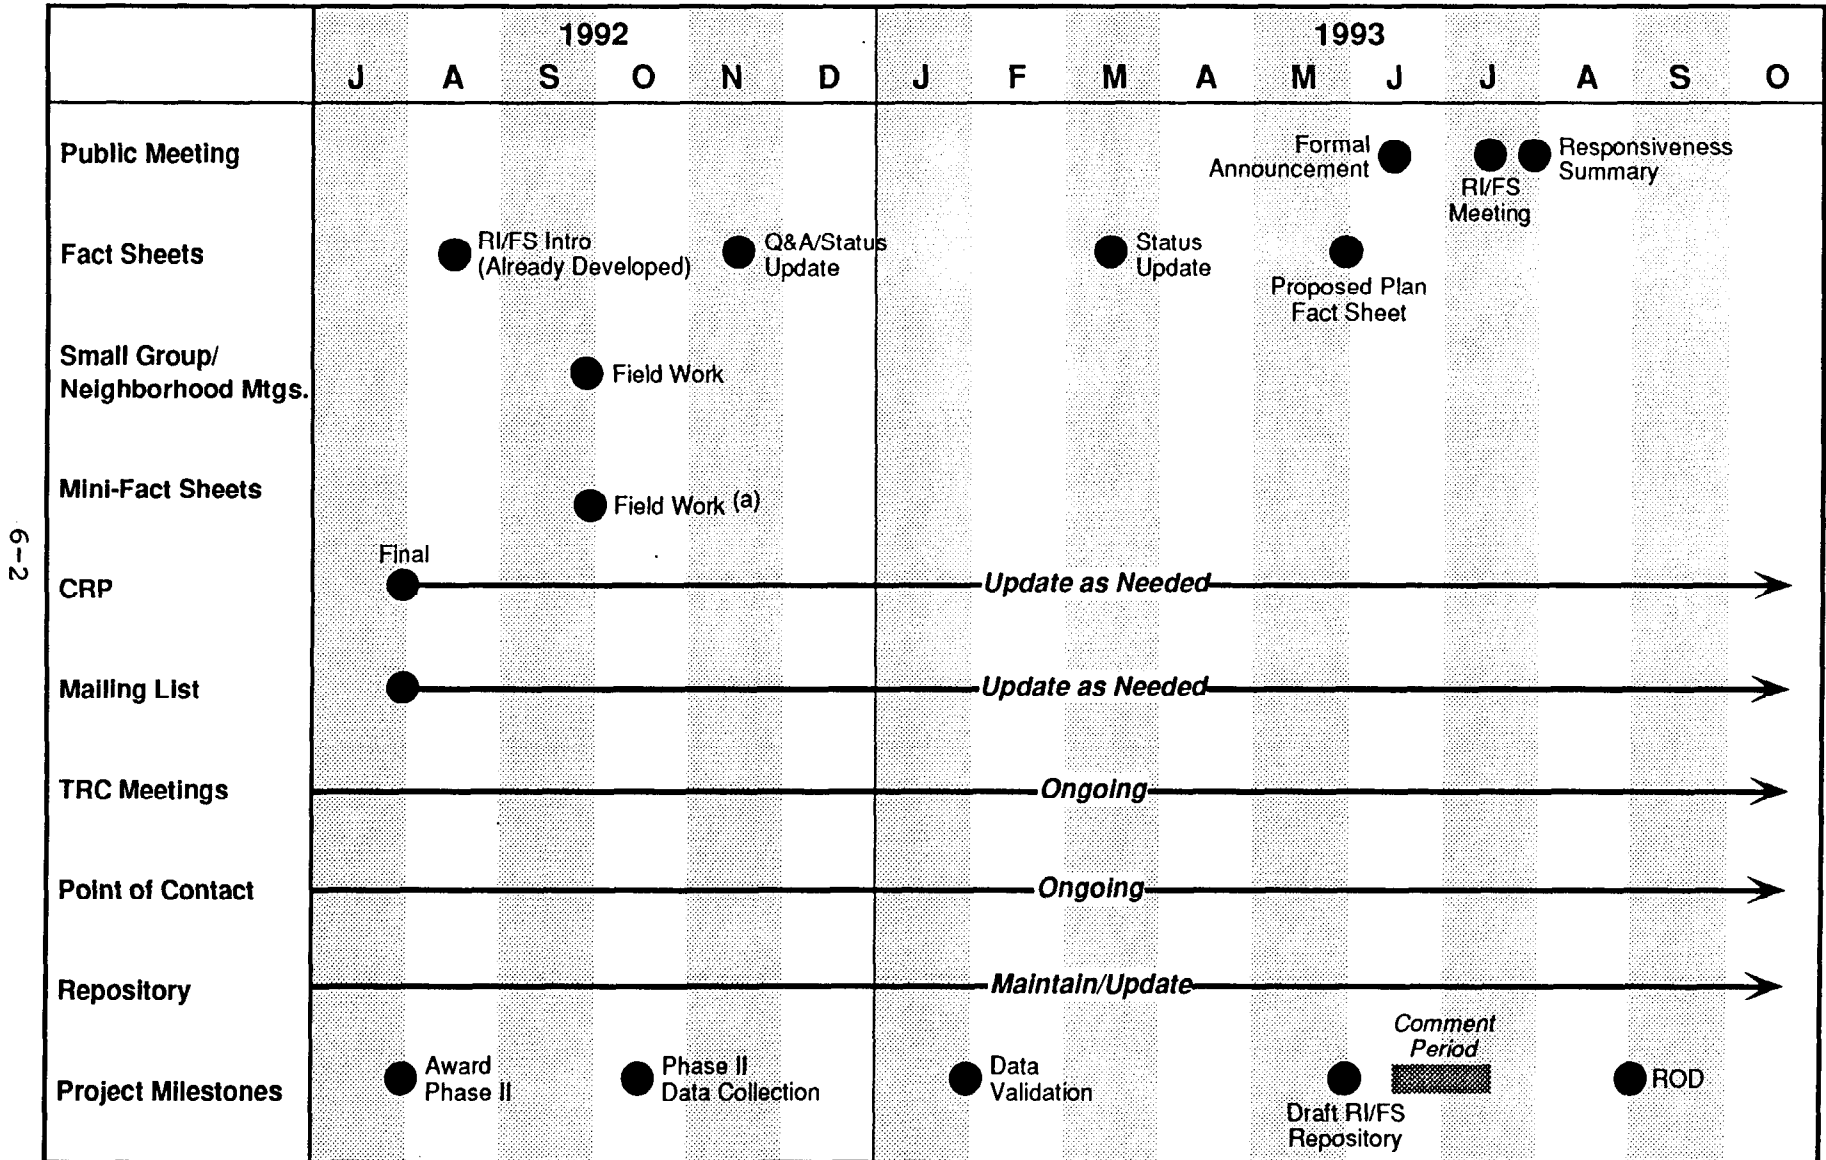 1992
1993
J A S O N D J F M A M J J A S O
Public Meeting
Formal
Announcement
RI/FS
Meeting
Responsiveness
Summary
Fact Sheets
RI/FS Intro
(Already Developed)
Q&A/Status
Update
Status
Update
Proposed Plan
Fact Sheet
Small Group/
Neighborhood Mtgs.
Field Work
Mini-Fact Sheets
Field Work (a)
CRP
Final
Update as Needed
Mailing List
Update as Needed
TRC Meetings
Ongoing
Point of Contact
Ongoing
Repository
Maintain/Update
Project Milestones
Award
Phase II
Phase II
Data Collection
Data
Validation
Draft RI/FS
Repository
Comment
Period
ROD
6-2